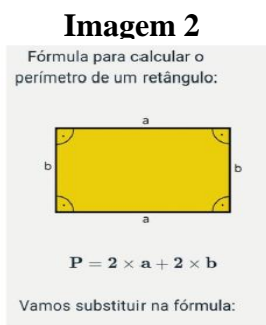 Imagem 2
Fórmula para calcular o
perímetro de um retângulo:
a
b
b
a
P = 2 × a + 2 × b
Vamos substituir na fórmula: